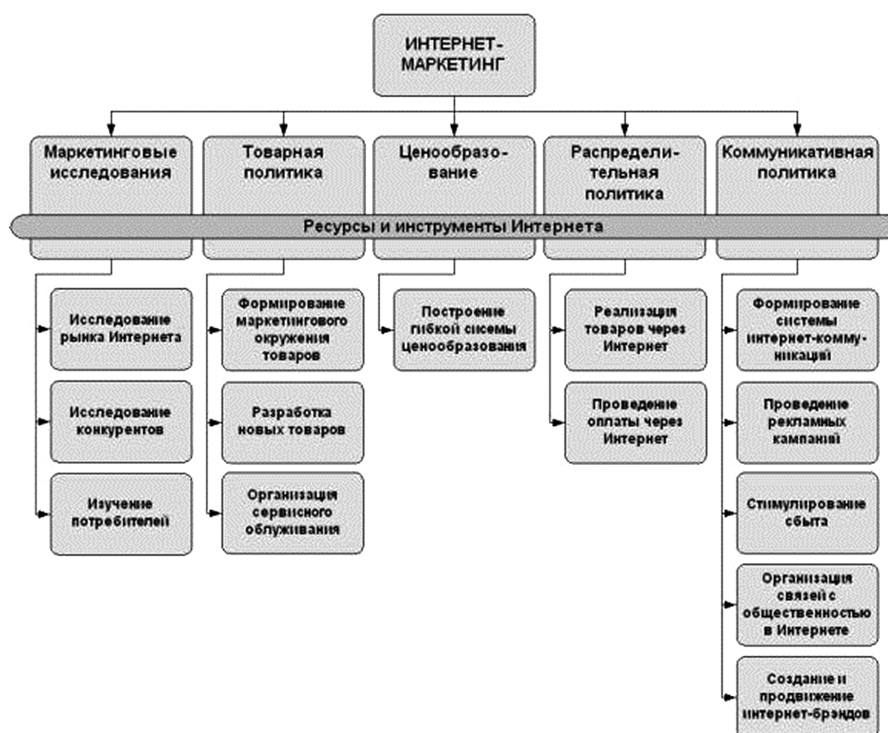 ИНТЕРНЕТ-
МАРКЕТИНГ
Маркетинговые
исследования
Товарная
политика
Ценообразо-
вание
Распредели-
тельная
политика
Коммуникативная
политика
Ресурсы и инструменты Интернета
Исследование
рынка Интернета
Исследование
конкурентов
Изучение
потребителей
Формирование
маркетингового
окружения
товаров
Разработка
новых товаров
Организация
сервисного
облуживания
Построение
гибкой сисемы
ценообразования
Реализация
товаров через
Интернет
Проведение
оплаты через
Интернет
Формирование
системы
интернет-комму-
никаций
Проведение
рекламных
кампаний
Стимулирование
сбыта
Организация
связей с
общественностью
в Интернете
Создание и
продвижение
интернет-брэндов